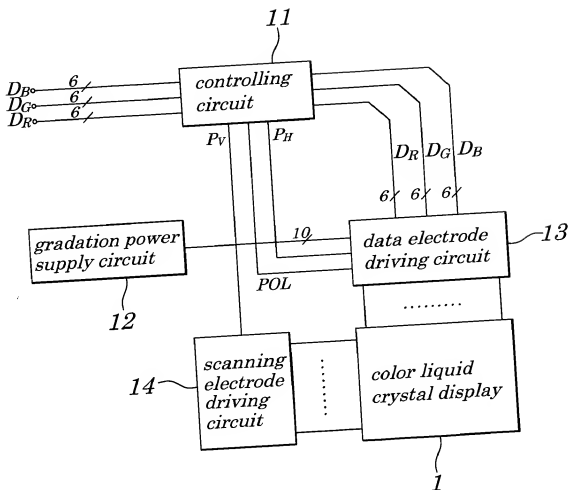 11
controlling
circuit
DB
6
DG
6
DR
6
PV
PH
DR DG DB
6 6 6
gradation power
supply circuit
10
data electrode
driving circuit
13
POL
12
.........
scanning
electrode
driving
circuit
14
color liquid
crystal display
1